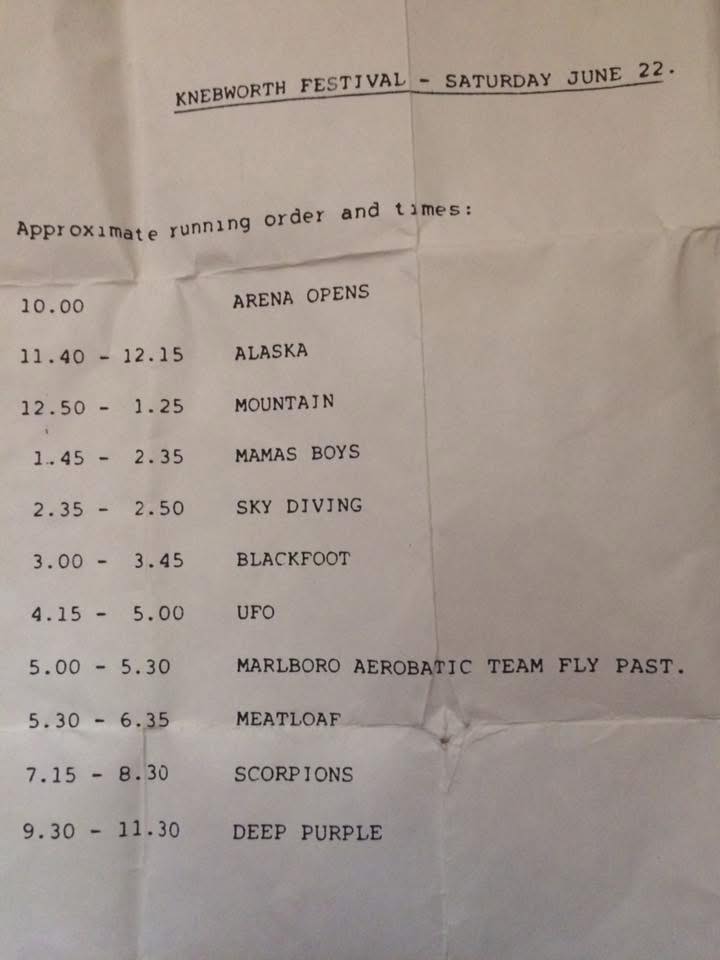 KNEBWORTH FESTIVAL - SATURDAY JUNE 22.
Approximate running order and times:
10.00 ARENA OPENS
11.40 - 12.15 ALASKA
12.50 - 1.25 MOUNTAIN
1.45 - 2.35 MAMAS BOYS
2.35 - 2.50 SKY DIVING
3.00 - 3.45 BLACKFOOT
4.15 - 5.00 UFO
5.00 - 5.30 MARLBORO AEROBATIC TEAM FLY PAST.
5.30 - 6.35 MEATLOAF
7.15 - 8.30 SCORPIONS
9.30 - 11.30 DEEP PURPLE